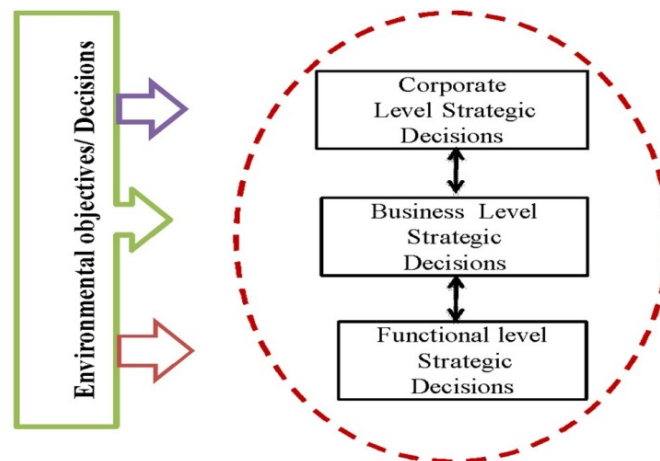 Environmental objectives/ Decisions
Corporate
Level Strategic
Decisions
Business Level
Strategic
Decisions
Functional level
Strategic
Decisions